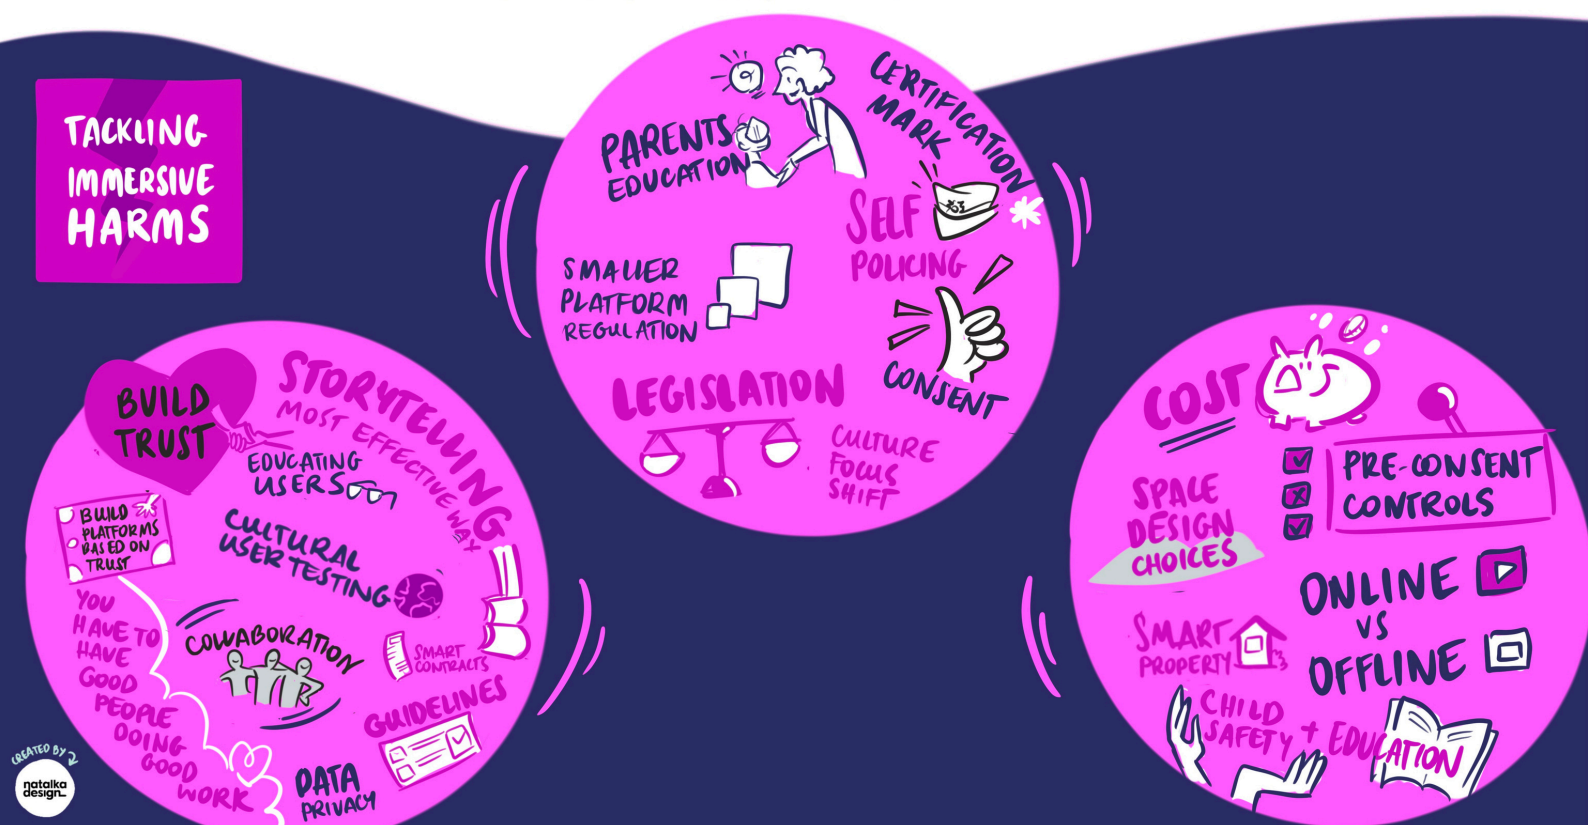 TACKLING
IMMERSIVE
HARMS
PARENTS
EDUCATION
CERTIFICATION
MARK
SELF
POLICING
SMALLER
PLATFORM
REGULATION
CONSENT
LEGISLATION
CULTURE
FOCUS
SHIFT
BUILD
TRUST
STORYTELLING
MOST EFFECTIVE WAY
EDUCATING
USERS
BUILD
PLATFORMS
BASED ON
TRUST
CULTURAL
USER TESTING
YOU
HAVE TO
HAVE
GOOD
PEOPLE
DOING
GOOD
WORK
COLLABORATION
SMART
CONTRACTS
GUIDELINES
DATA
PRIVACY
COST
PRE-CONSENT
CONTROLS
SPACE
DESIGN
CHOICES
ONLINE
VS
OFFLINE
SMART
PROPERTY
CHILD
SAFETY + EDUCATION
CREATED BY
natalka
design_